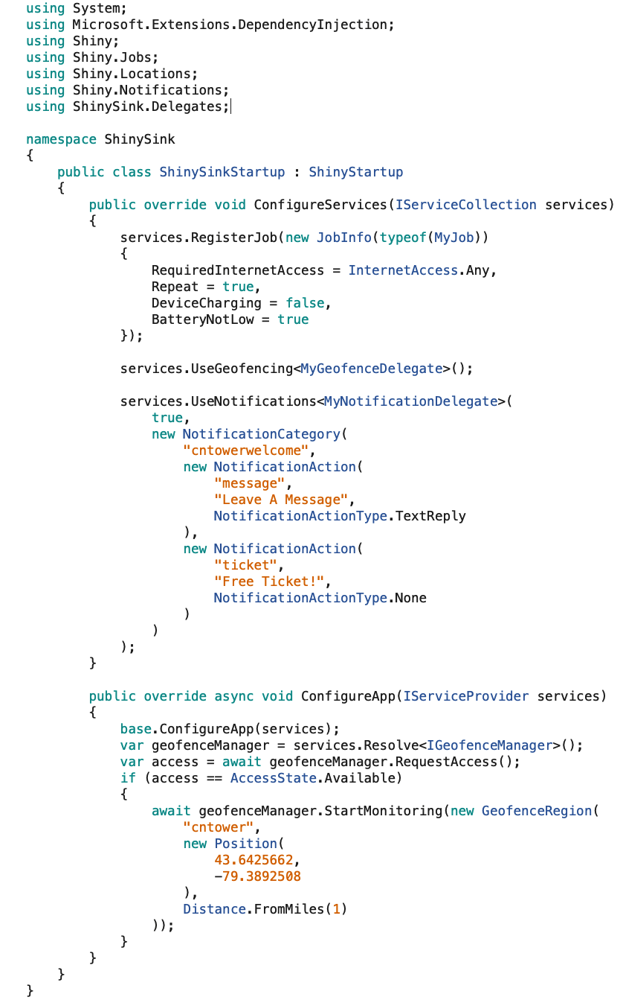 using System;
using Microsoft.Extensions.DependencyInjection;
using Shiny;
using Shiny.Jobs;
using Shiny.Locations;
using Shiny.Notifications;
using ShinySink.Delegates;

namespace ShinySink
{
    public class ShinySinkStartup : ShinyStartup
    {
        public override void ConfigureServices(IServiceCollection services)
        {
            services.RegisterJob(new JobInfo(typeof(MyJob))
            {
                RequiredInternetAccess = InternetAccess.Any,
                Repeat = true,
                DeviceCharging = false,
                BatteryNotLow = true
            });

            services.UseGeofencing<MyGeofenceDelegate>();

            services.UseNotifications<MyNotificationDelegate>(
                true,
                new NotificationCategory(
                    "cntowerwelcome",
                    new NotificationAction(
                        "message",
                        "Leave A Message",
                        NotificationActionType.TextReply
                    ),
                    new NotificationAction(
                        "ticket",
                        "Free Ticket!",
                        NotificationActionType.None
                    )
                )
            );
        }

        public override async void ConfigureApp(IServiceProvider services)
        {
            base.ConfigureApp(services);
            var geofenceManager = services.Resolve<IGeofenceManager>();
            var access = await geofenceManager.RequestAccess();
            if (access == AccessState.Available)
            {
                await geofenceManager.StartMonitoring(new GeofenceRegion(
                    "cntower",
                    new Position(
                        43.6425662,
                        -79.3892508
                    ),
                    Distance.FromMiles(1)
                ));
            }
        }
    }
}